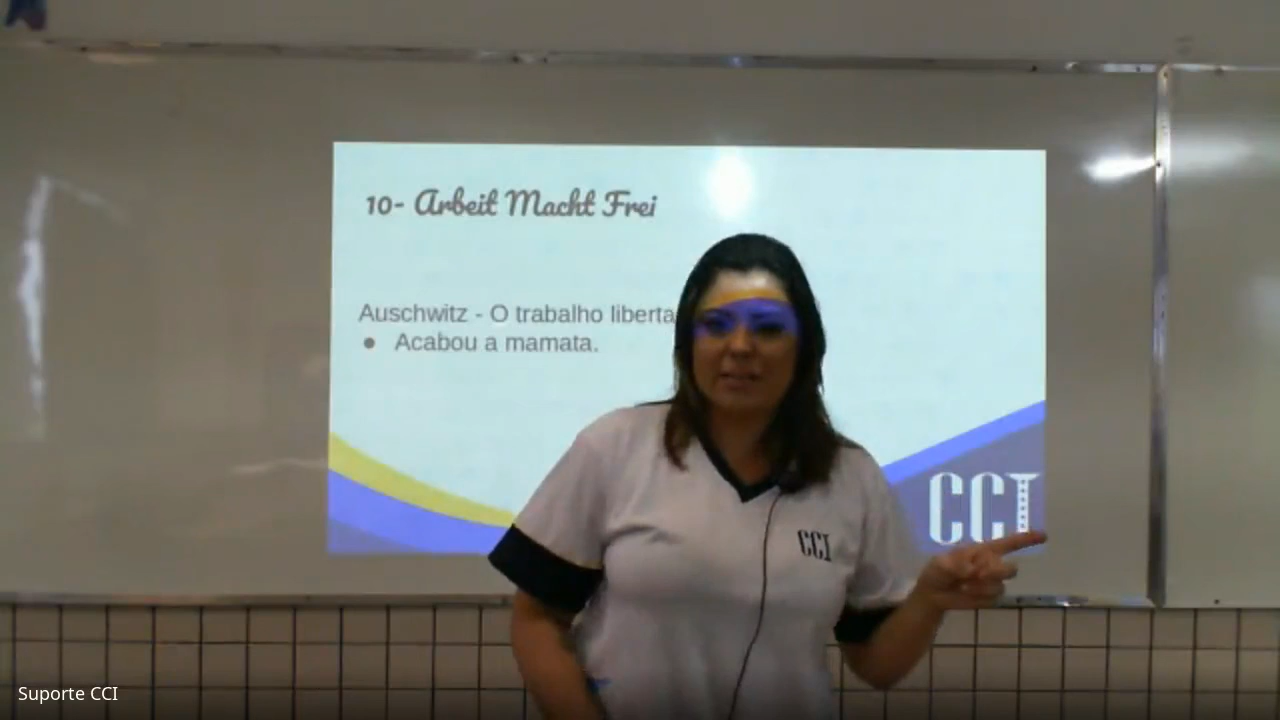 10- Arbeit Macht Frei
Auschwitz - O trabalho liberta
● Acabou a mamata.
CCI
CCI
Suporte CCI